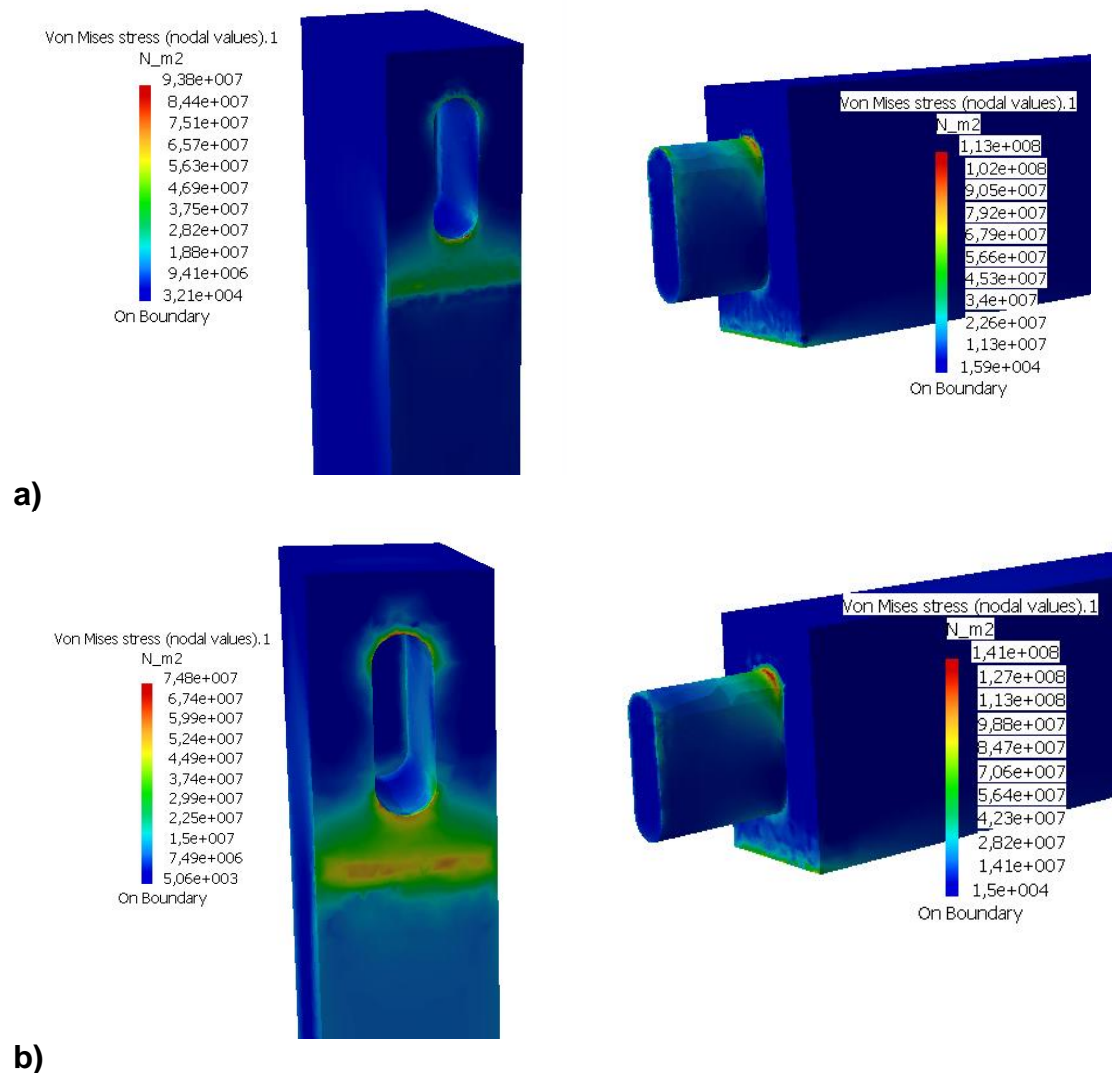 Von Mises stress (nodal values).1
N_m2
9,38e+007
8,44e+007
7,51e+007
6,57e+007
5,63e+007
4,69e+007
3,75e+007
2,82e+007
1,88e+007
9,41e+006
3,21e+004
On Boundary
Von Mises stress (nodal values).1
N_m2
1,13e+008
1,02e+008
9,05e+007
7,92e+007
6,79e+007
5,66e+007
4,53e+007
3,4e+007
2,26e+007
1,13e+007
1,59e+004
On Boundary
a)
Von Mises stress (nodal values).1
N_m2
7,48e+007
6,74e+007
5,99e+007
5,24e+007
4,49e+007
3,74e+007
2,99e+007
2,25e+007
1,5e+007
7,49e+006
5,06e+003
On Boundary
Von Mises stress (nodal values).1
N_m2
1,41e+008
1,27e+008
1,13e+008
9,88e+007
8,47e+007
7,06e+007
5,64e+007
4,23e+007
2,82e+007
1,41e+007
1,5e+004
On Boundary
b)